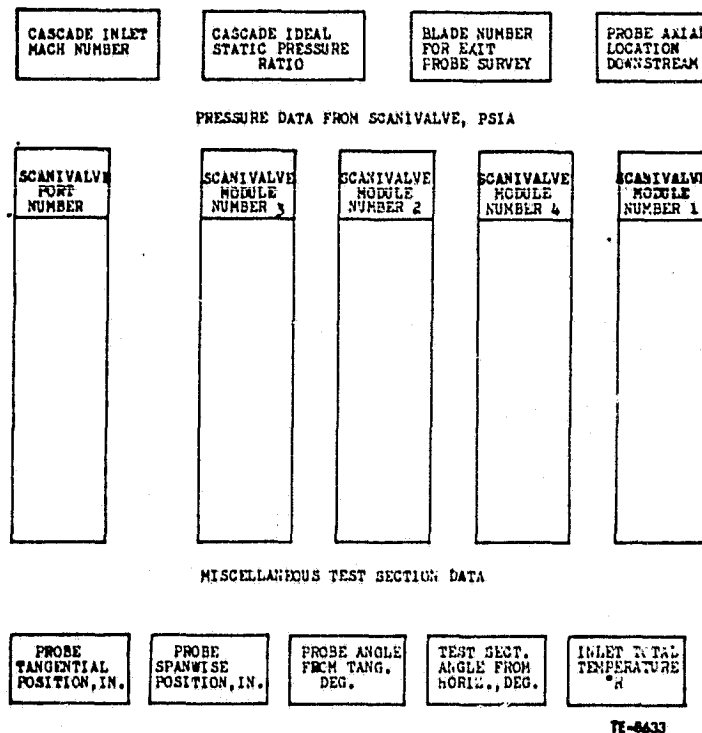 CASCADE INLET
MACH NUMBER
CASCADE IDEAL
STATIC PRESSURE
RATIO
BLADE NUMBER
FOR EXIT
PROBE SURVEY
PROBE AXIAL
LOCATION
DOWNSTREAM
PRESSURE DATA FROM SCANIVALVE, PSIA
SCANIVALVE
PORT
NUMBER
SCANIVALVE
MODULE
NUMBER 3
SCANIVALVE
MODULE
NUMBER 2
SCANIVALVE
MODULE
NUMBER 4
SCANIVALVE
MODULE
NUMBER 1
MISCELLANEOUS TEST SECTION DATA
PROBE
TANGENTIAL
POSITION, IN.
PROBE
SPANWISE
POSITION, IN.
PROBE ANGLE
FROM TANG.
DEG.
TEST SECT.
ANGLE FROM
HORIZ., DEG.
INLET TOTAL
TEMPERATURE
°R
TE-8633